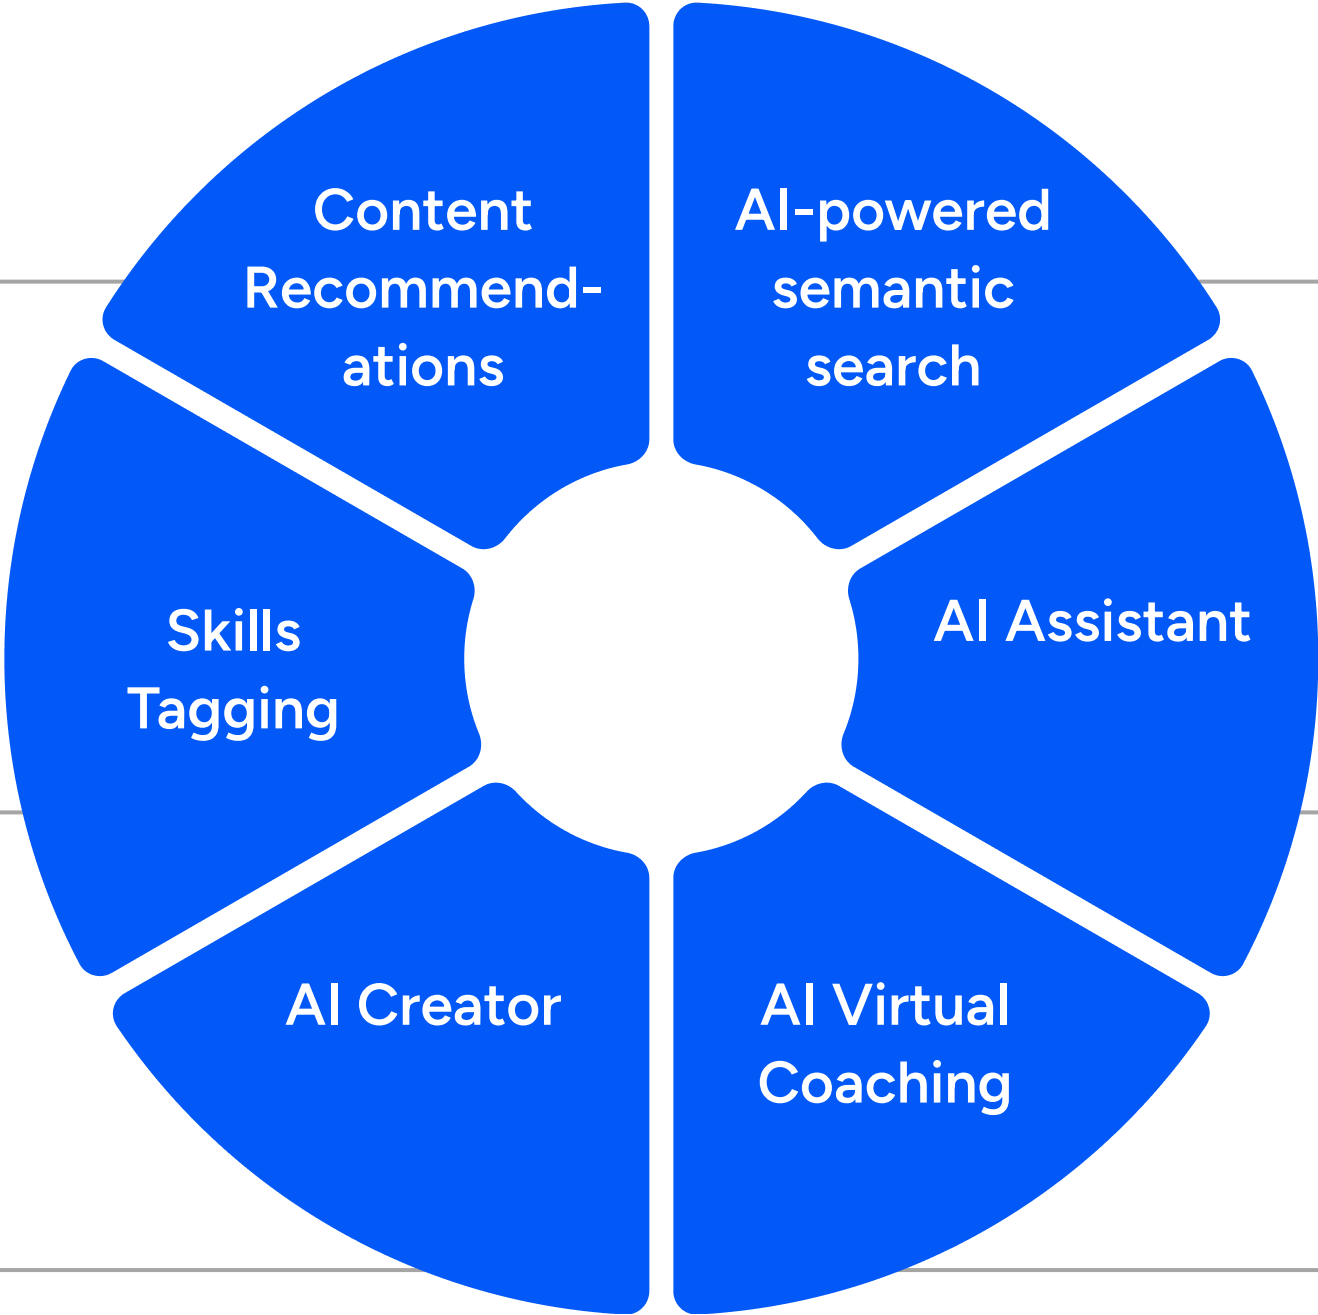 Content
Recommend-
ations
AI-powered
semantic
search
Skills
Tagging
AI Assistant
AI Creator
AI Virtual
Coaching